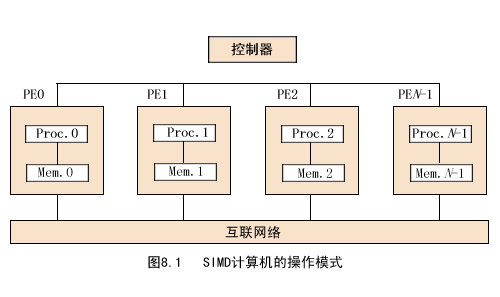 控制器
PE0 PE1 PE2 PEN-1
Proc.0 Proc.1 Proc.2 Proc.N-1
Mem.0 Mem.1 Mem.2 Mem.N-1
互联网络
图8.1 SIMD计算机的操作模式